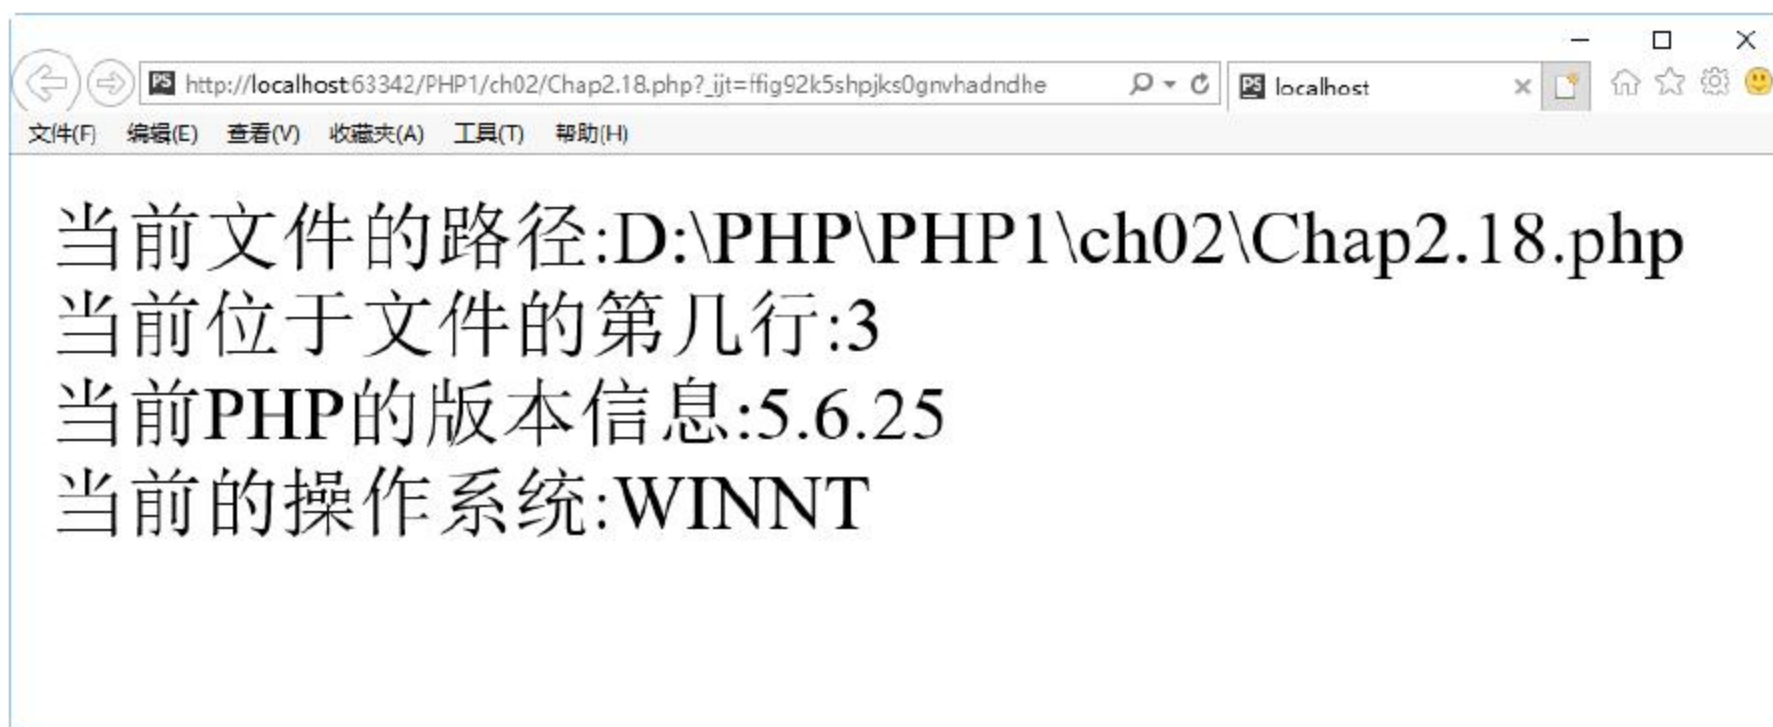 http://localhost:63342/PHP1/ch02/Chap2.18.php?_ijt=ffig92k5shpjks0gnvhadndhe
localhost
文件(F) 编辑(E) 查看(V) 收藏夹(A) 工具(T) 帮助(H)
当前文件的路径:D:\PHP\PHP1\ch02\Chap2.18.php
当前位于文件的第几行:3
当前PHP的版本信息:5.6.25
当前的操作系统:WINNT